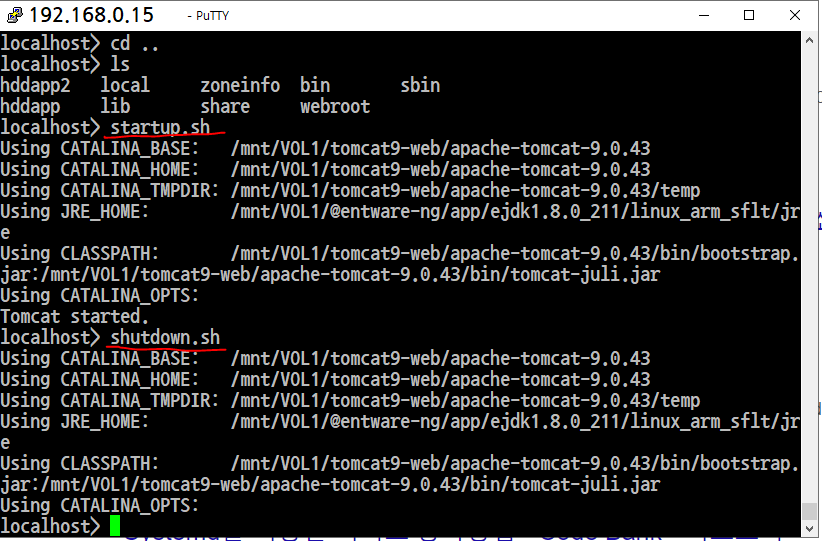 192.168.0.15 - PuTTY
localhost> cd ..
localhost> ls
hddapp2 local zoneinfo bin sbin
hddapp lib share webroot
localhost> startup.sh
Using CATALINA_BASE: /mnt/VOL1/tomcat9-web/apache-tomcat-9.0.43
Using CATALINA_HOME: /mnt/VOL1/tomcat9-web/apache-tomcat-9.0.43
Using CATALINA_TMPDIR: /mnt/VOL1/tomcat9-web/apache-tomcat-9.0.43/temp
Using JRE_HOME: /mnt/VOL1/@entware-ng/app/ejdk1.8.0_211/linux_arm_sflt/jr
e
Using CLASSPATH: /mnt/VOL1/tomcat9-web/apache-tomcat-9.0.43/bin/bootstrap.
jar:/mnt/VOL1/tomcat9-web/apache-tomcat-9.0.43/bin/tomcat-juli.jar
Using CATALINA_OPTS:
Tomcat started.
localhost> shutdown.sh
Using CATALINA_BASE: /mnt/VOL1/tomcat9-web/apache-tomcat-9.0.43
Using CATALINA_HOME: /mnt/VOL1/tomcat9-web/apache-tomcat-9.0.43
Using CATALINA_TMPDIR: /mnt/VOL1/tomcat9-web/apache-tomcat-9.0.43/temp
Using JRE_HOME: /mnt/VOL1/@entware-ng/app/ejdk1.8.0_211/linux_arm_sflt/jr
e
Using CLASSPATH: /mnt/VOL1/tomcat9-web/apache-tomcat-9.0.43/bin/bootstrap.
jar:/mnt/VOL1/tomcat9-web/apache-tomcat-9.0.43/bin/tomcat-juli.jar
Using CATALINA_OPTS:
localhost>